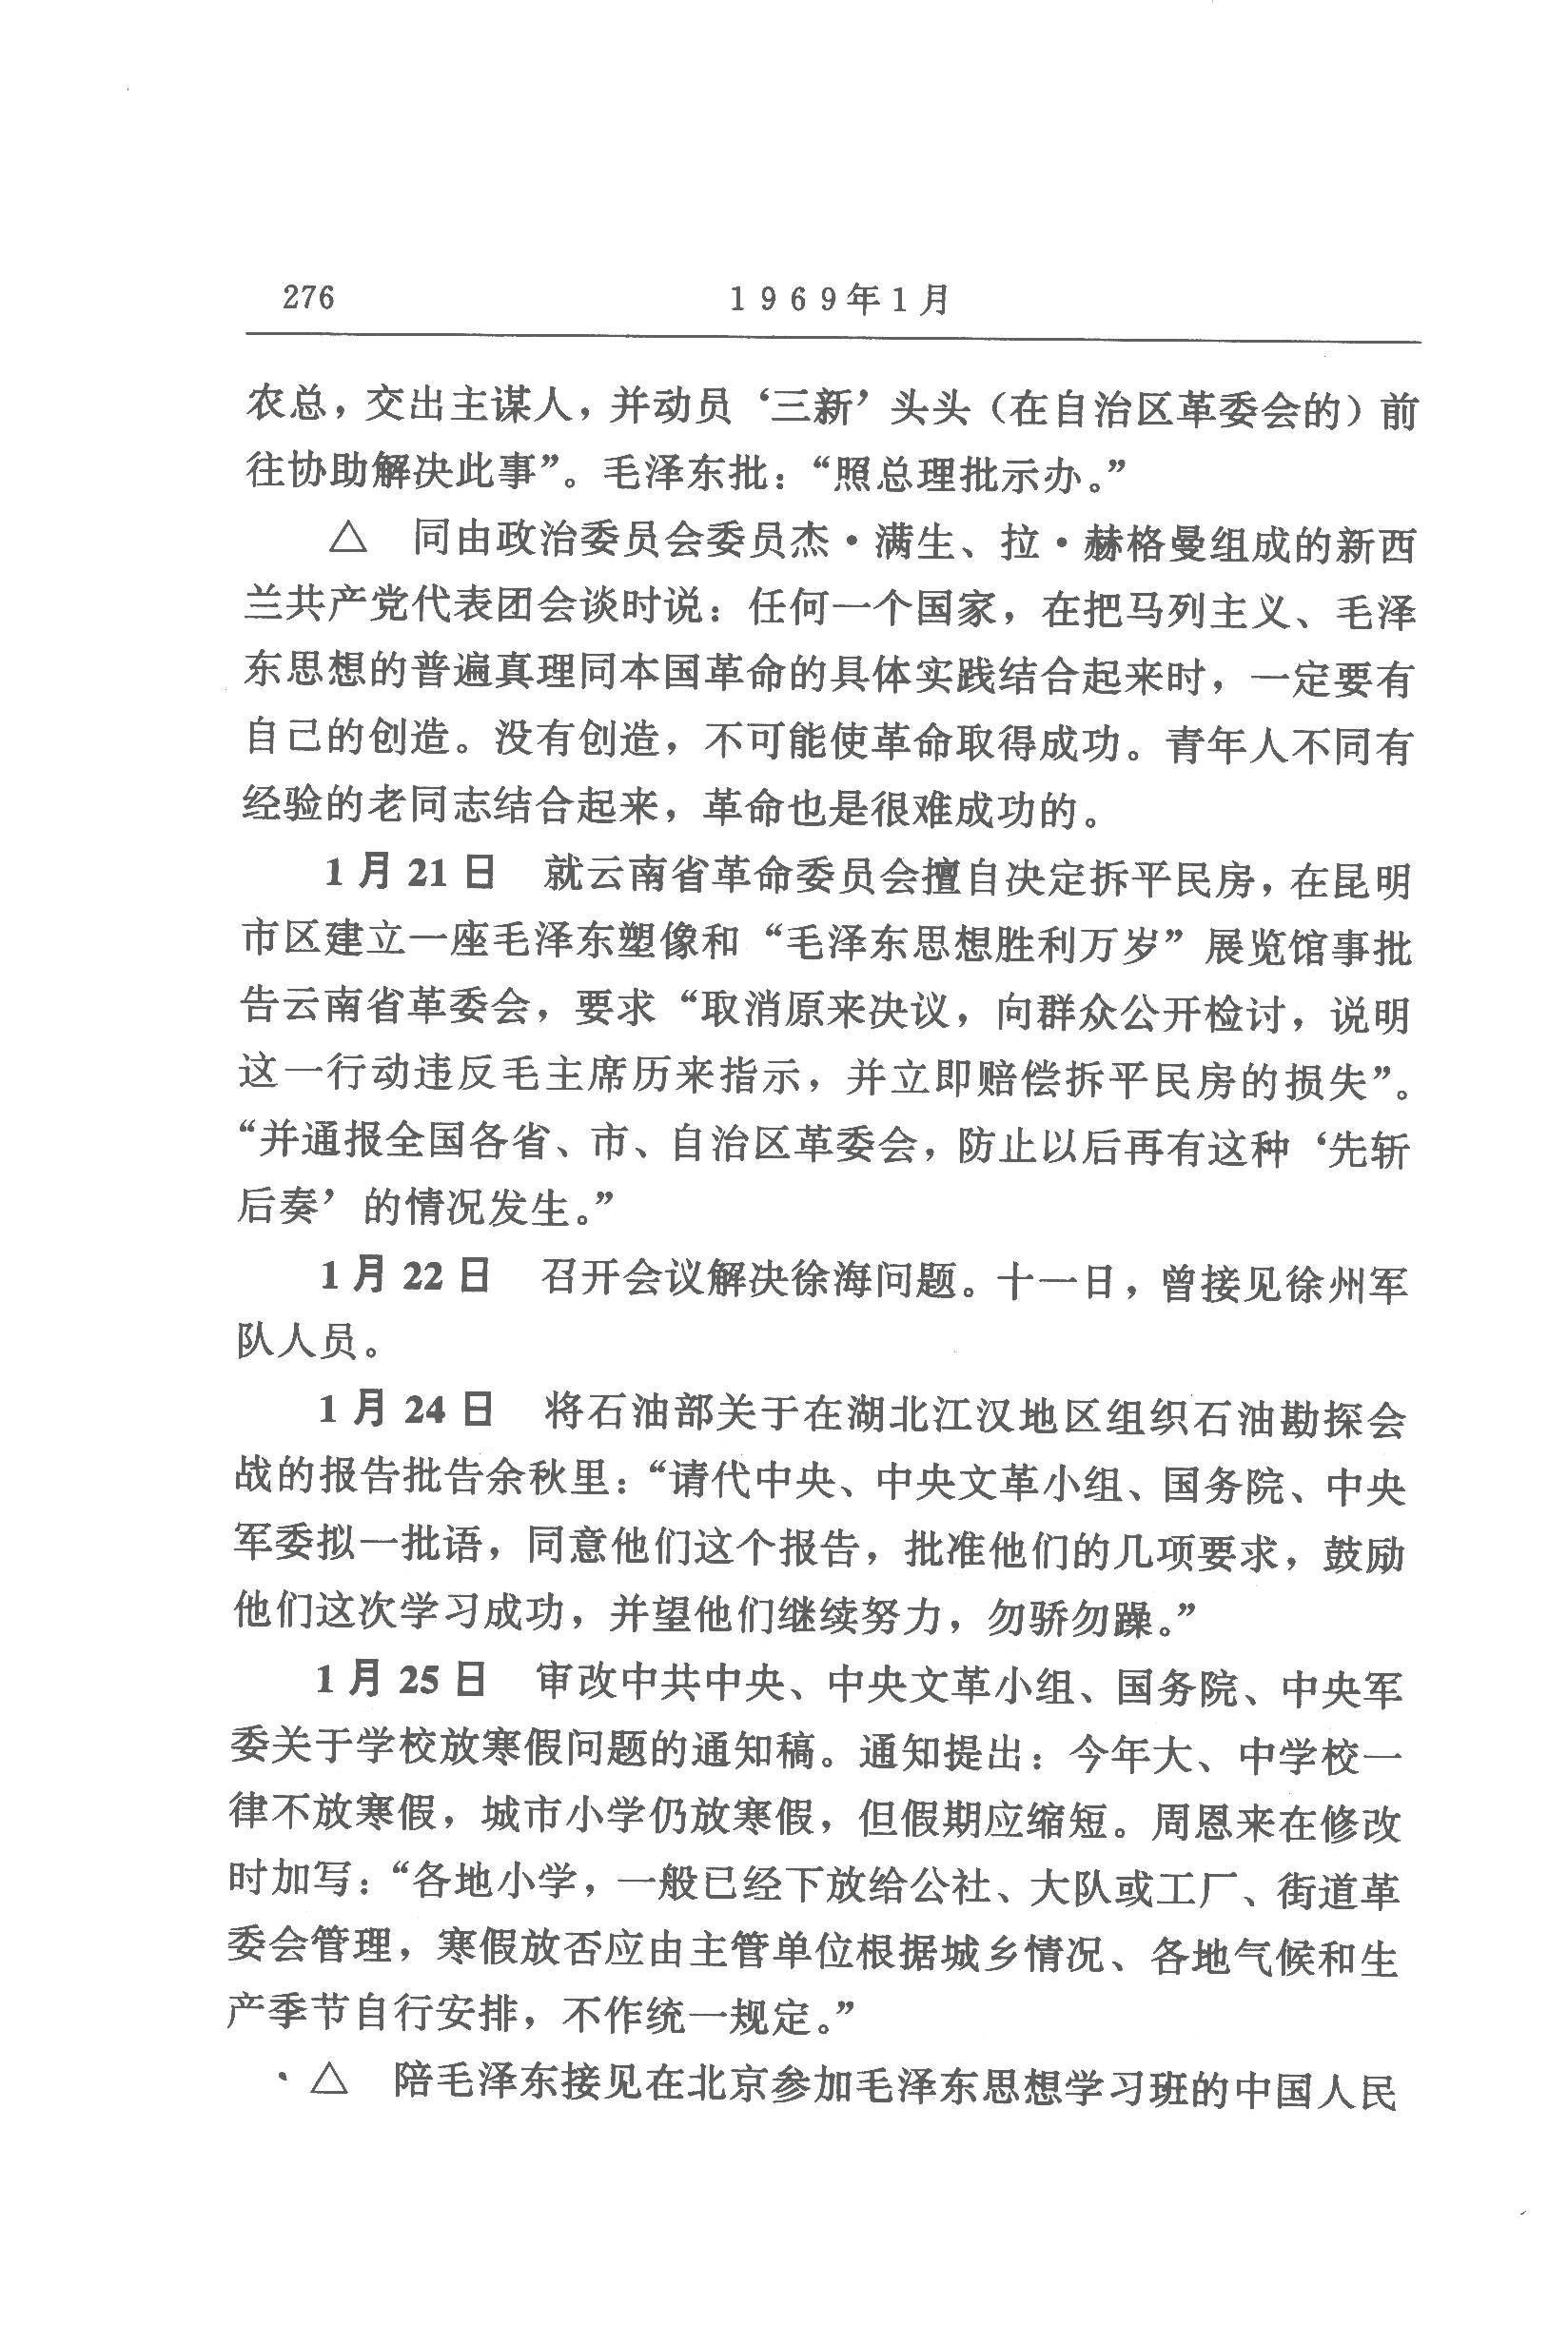 276 1969年1月
农总，交出主谋人，并动员‘三新’头头（在自治区革委会的）前
往协助解决此事”。毛泽东批：“照总理批示办。”
△ 同由政治委员会委员杰·满生、拉·赫格曼组成的新西
兰共产党代表团会谈时说：任何一个国家，在把马列主义、毛泽
东思想的普遍真理同本国革命的具体实践结合起来时，一定要有
自己的创造。没有创造，不可能使革命取得成功。青年人不同有
经验的老同志结合起来，革命也是很难成功的。
1月21日 就云南省革命委员会擅自决定拆平民房，在昆明
市区建立一座毛泽东塑像和“毛泽东思想胜利万岁”展览馆事批
告云南省革委会，要求“取消原来决议，向群众公开检讨，说明
这一行动违反毛主席历来指示，并立即赔偿拆平民房的损失”。
“并通报全国各省、市、自治区革委会，防止以后再有这种‘先斩
后奏’的情况发生。”
1月22日 召开会议解决徐海问题。十一日，曾接见徐州军
队人员。
1月24日 将石油部关于在湖北江汉地区组织石油勘探会
战的报告批告余秋里：“请代中央、中央文革小组、国务院、中央
军委拟一批语，同意他们这个报告，批准他们的几项要求，鼓励
他们这次学习成功，并望他们继续努力，勿骄勿躁。”
1月25日 审改中共中央、中央文革小组、国务院、中央军
委关于学校放寒假问题的通知稿。通知提出：今年大、中学校一
律不放寒假，城市小学仍放寒假，但假期应缩短。周恩来在修改
时加写：“各地小学，一般已经下放给公社、大队或工厂、街道革
委会管理，寒假放否应由主管单位根据城乡情况、各地气候和生
产季节自行安排，不作统一规定。”
△ 陪毛泽东接见在北京参加毛泽东思想学习班的中国人民